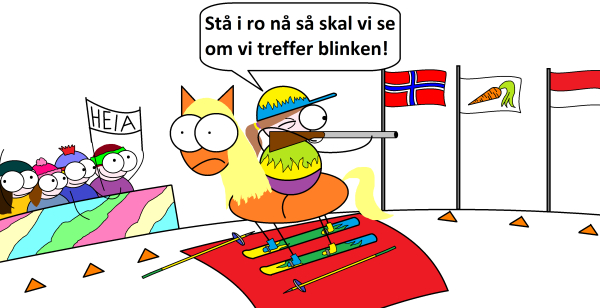 Stå i ro nå så skal vi se
om vi treffer blinken!
HEIA